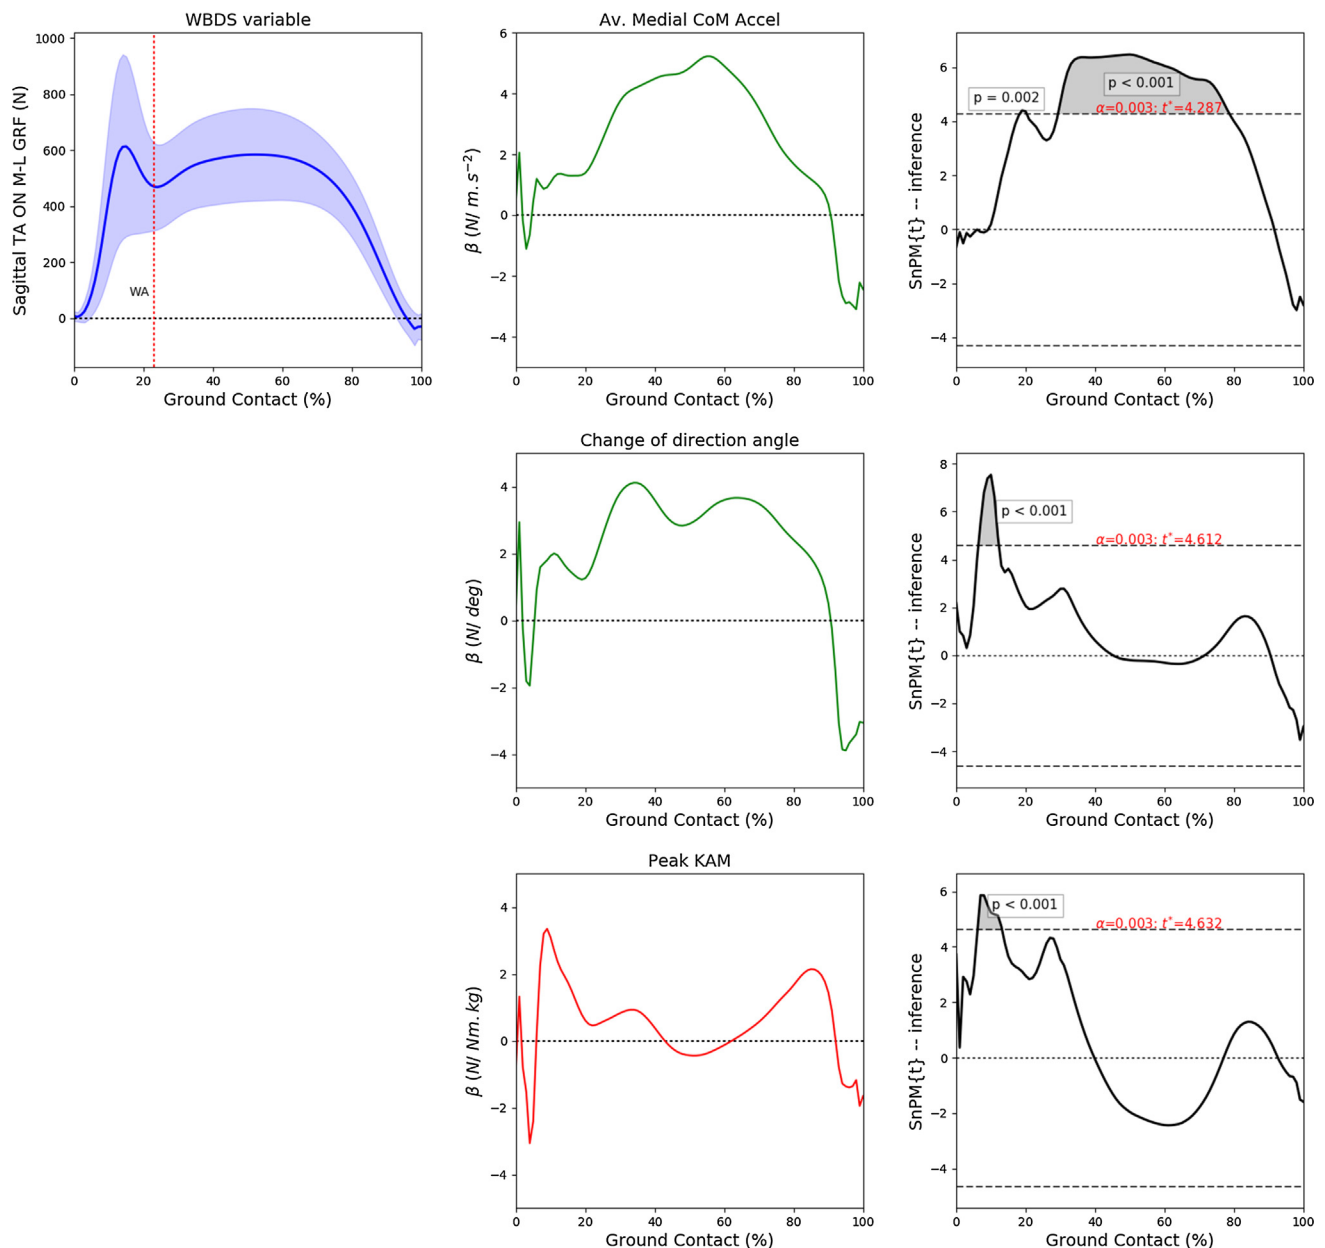 WBDS variable
Sagittal TA ON M-L GRF (N)
1000
800
600
400
200
0
WA
0 20 40 60 80 100
Ground Contact (%)
Av. Medial CoM Accel
β (N/ m.s⁻²)
6
4
2
0
−2
−4
0 20 40 60 80 100
Ground Contact (%)
SnPM{t} -- inference
6
4
2
0
−2
−4
p = 0.002
p < 0.001
α=0.003; t*=4.287
0 20 40 60 80 100
Ground Contact (%)
Change of direction angle
β (N/ deg)
4
2
0
−2
−4
0 20 40 60 80 100
Ground Contact (%)
SnPM{t} -- inference
8
6
4
2
0
−2
−4
p < 0.001
α=0.003; t*=4.612
0 20 40 60 80 100
Ground Contact (%)
Peak KAM
β (N/ Nm.kg)
4
2
0
−2
−4
0 20 40 60 80 100
Ground Contact (%)
SnPM{t} -- inference
6
4
2
0
−2
−4
p < 0.001
α=0.003; t*=4.632
0 20 40 60 80 100
Ground Contact (%)